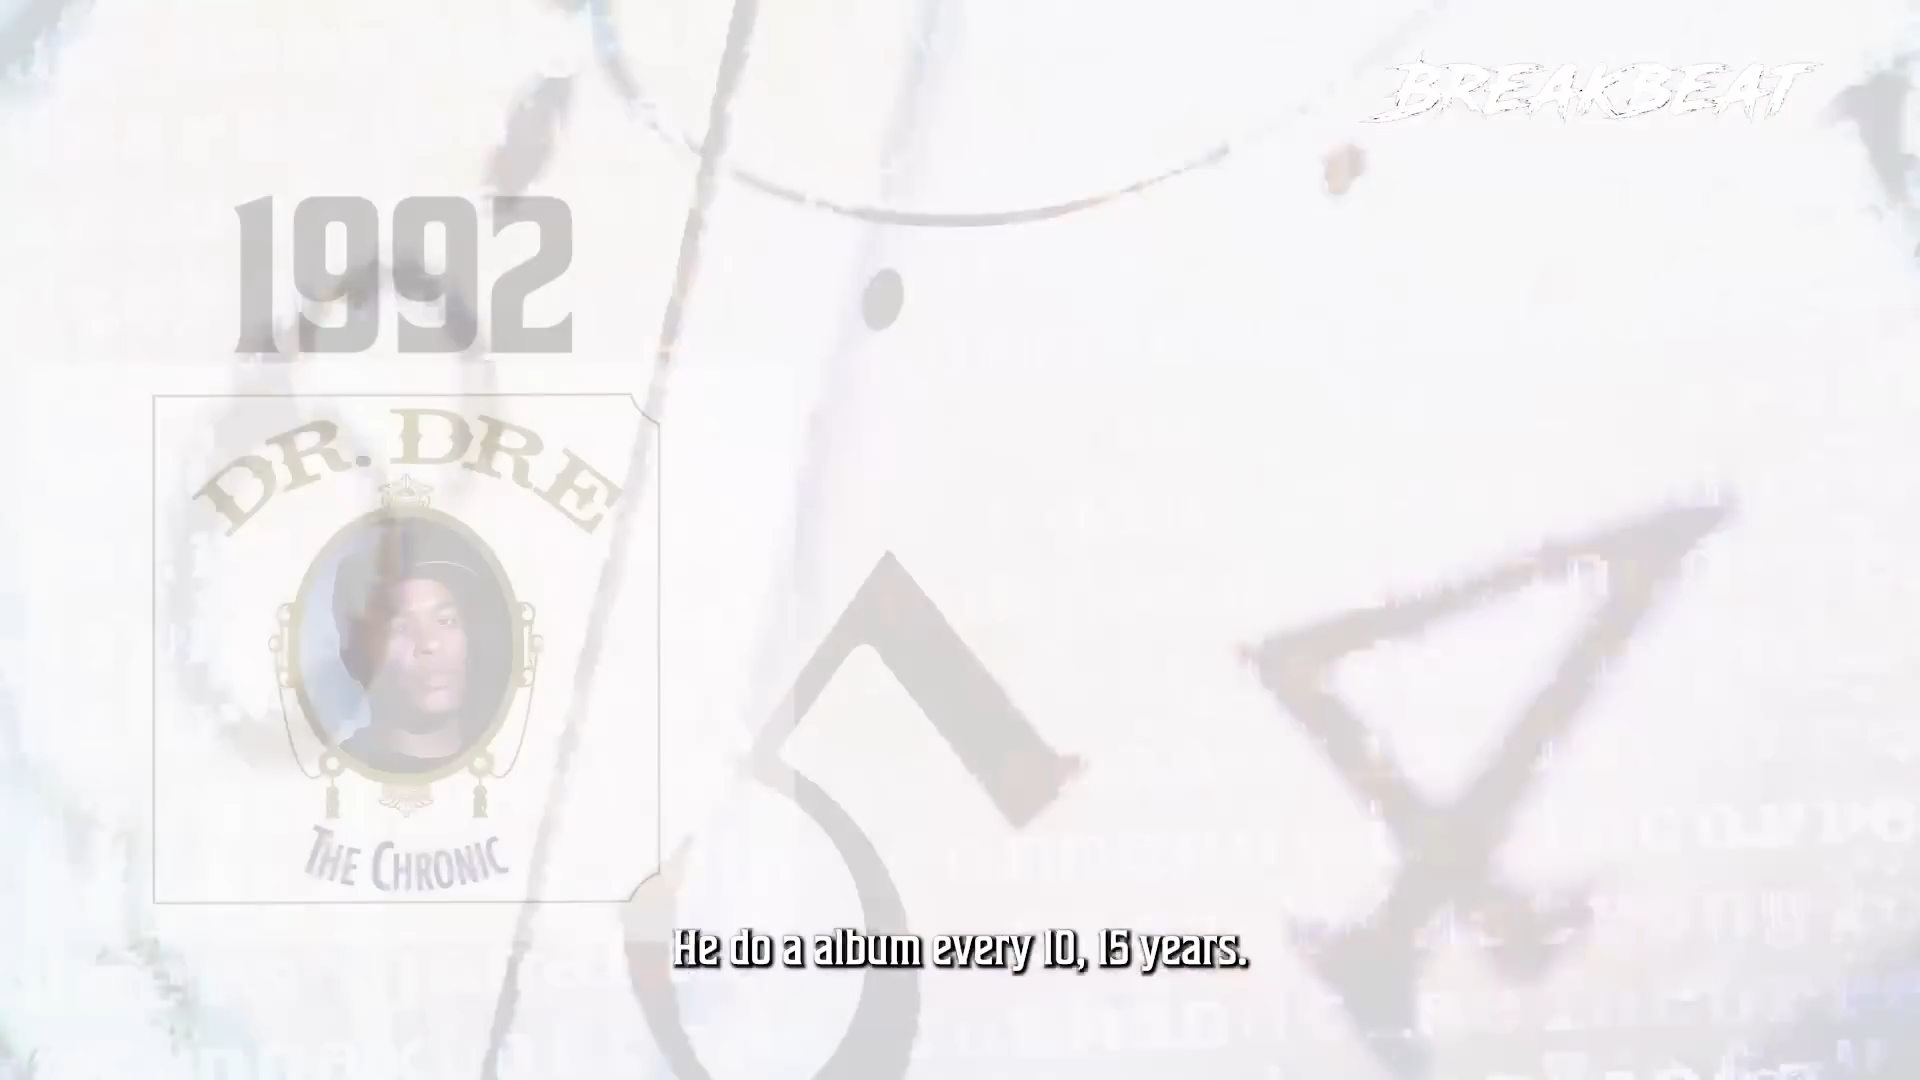 BREAKBEAT
1992
DR. DRE
THE CHRONIC
He do a album every 10, 15 years.